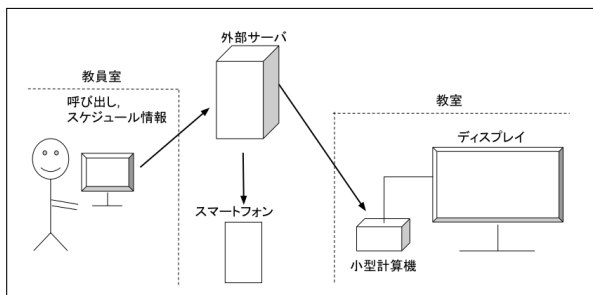 外部サーバ
教員室
呼び出し,
スケジュール情報
教室
ディスプレイ
スマートフォン
小型計算機